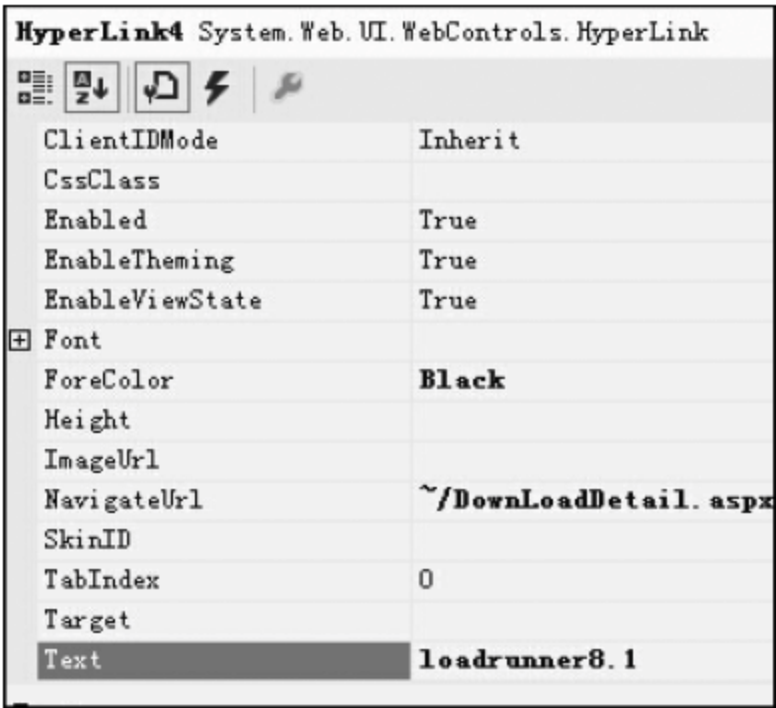 HyperLink4 System.Web.UI.WebControls.HyperLink
ClientIDMode Inherit
CssClass
Enabled True
EnableTheming True
EnableViewState True
Font
ForeColor Black
Height
ImageUrl
NavigateUrl ~/DownLoadDetail.aspx
SkinID
TabIndex 0
Target
Text loadrunner8.1